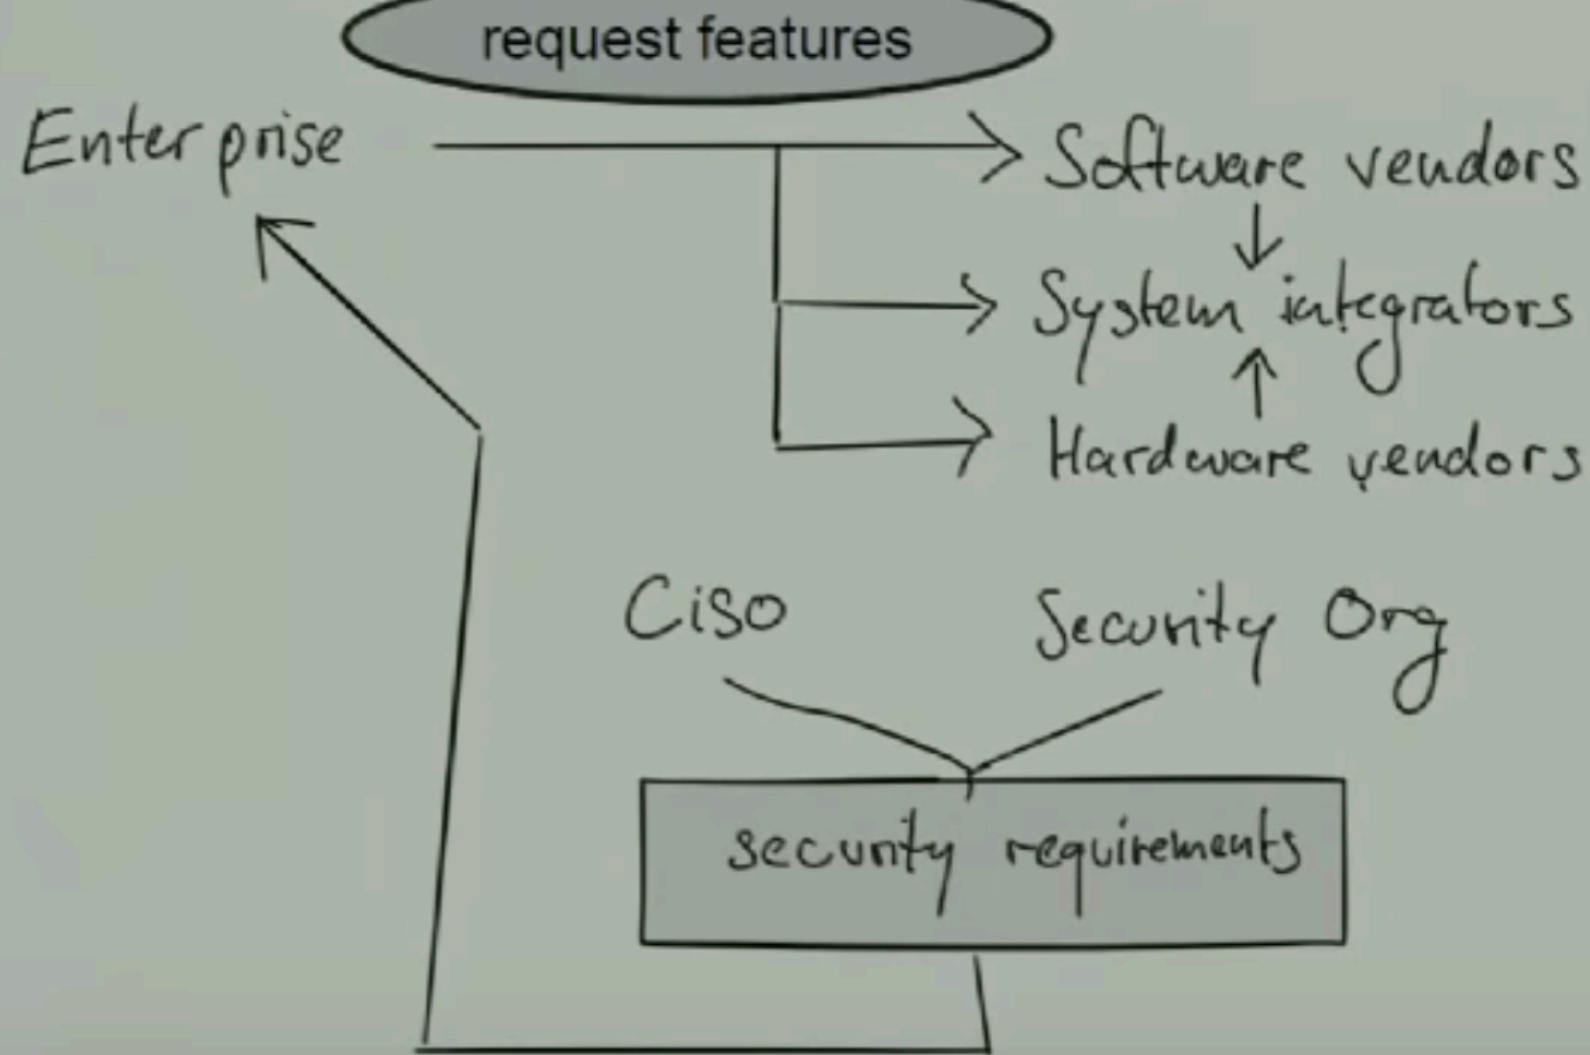 request features
Enterprise
Software vendors
System integrators
Hardware vendors
Ciso
Security Org
security requirements